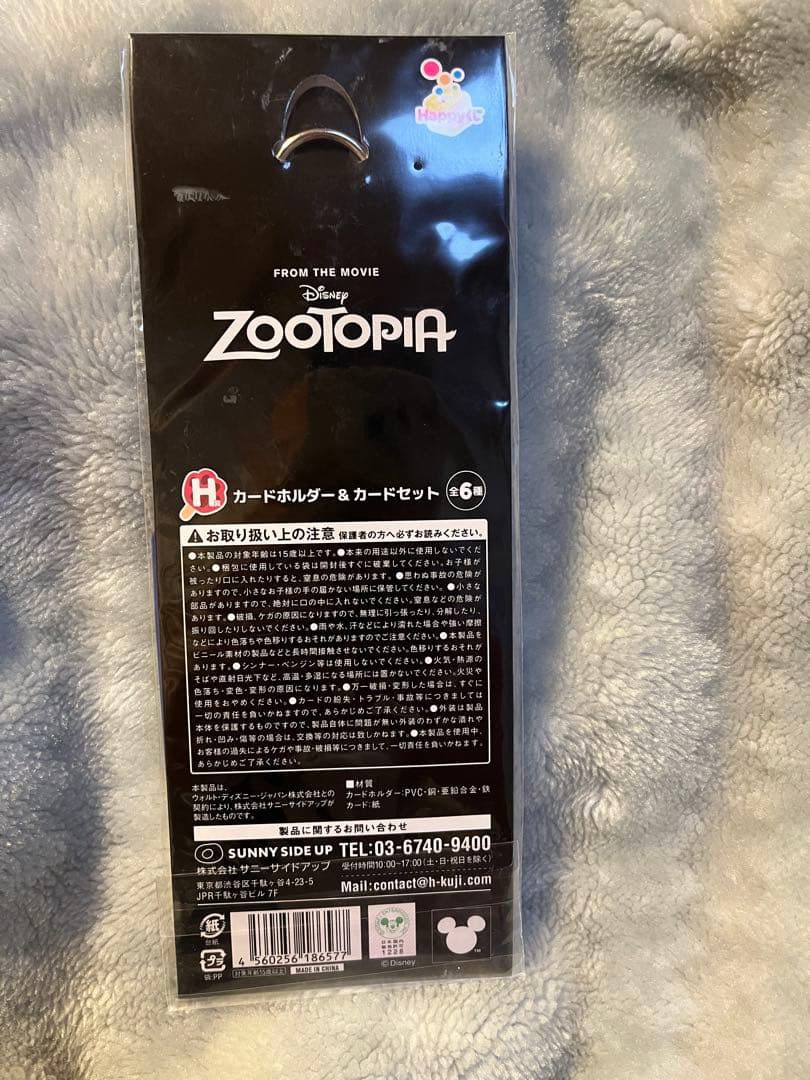 Happyくじ
FROM THE MOVIE
Disney
ZOOTOPIA
H賞 カードホルダー&カードセット 全6種
お取り扱い上の注意 保護者の方へ必ずお読みください。
●本製品の対象年齢は15歳以上です。●本来の用途以外に使用しないでくだ
さい。●梱包に使用している袋は開封後すぐに破棄してください。お子様が
被ったり口に入れたりすると、窒息の危険があります。●思わぬ事故の危険が
ありますので、小さなお子様の手の届かない場所に保管してください。●小さな
部品がありますので、絶対に口の中に入れないでください。窒息などの危険があ
ります。●破損、ケガの原因になりますので、無理に引っ張ったり、分解したり、
振り回したりしないでください。●雨や水、汗などにより濡れた場合や強い摩擦
などにより色落ちや色移りするおそれがありますのでご注意ください。●本製品を
ビニール素材の製品などと長時間接触させないでください。色移りするおそれが
あります。●シンナー・ベンジン等は使用しないでください。●火気・熱源の
そばや直射日光下など、高温・多湿になる場所には置かないでください。火災や
色落ち・変色・変形の原因になります。●万一破損・変形した場合は、すぐに
使用をおやめください。●カードの紛失・トラブル・事故等につきましては
一切の責任を負いかねますので、あらかじめご了承ください。●外装は製品
本体を保護するものですので、製品自体に問題が無い外装のわずかな潰れや
折れ・凹み・傷等の場合は、交換等の対応は致しかねます。●本製品を使用中、
お客様の過失によるケガや事故・破損等につきまして、一切責任を負いかねます。
あらかじめご了承ください。
本製品は、
ウォルト・ディズニー・ジャパン株式会社との
契約により、株式会社サニーサイドアップが
製造したものです。
■材質
カードホルダー:PVC・銅・亜鉛合金・鉄
カード:紙
製品に関するお問い合わせ
SUNNY SIDE UP
株式会社 サニーサイドアップ
東京都渋谷区千駄ヶ谷4-23-5
JPR千駄ヶ谷ビル 7F
TEL:03-6740-9400
受付時間10:00~17:00(土・日・祝日を除く)
Mail:contact@h-kuji.com
紙
台紙
プラ
袋:PP
4 560256 186577
対象年齢15歳以上
MADE IN CHINA
日本国内
販売許可
1228
©Disney
TM